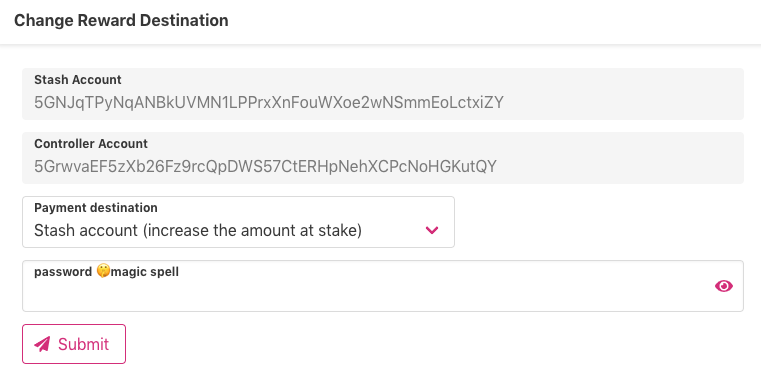 Change Reward Destination
Stash Account
5GNJqTPyNqANBkUVMN1LPPrxXnFouWXoe2wNSmmEoLctxiZY
Controller Account
5GrwvaEF5zXb26Fz9rcQpDWS57CtERHpNehXCPcNoHGKutQY
Payment destination
Stash account (increase the amount at stake)
password 🤫magic spell
Submit